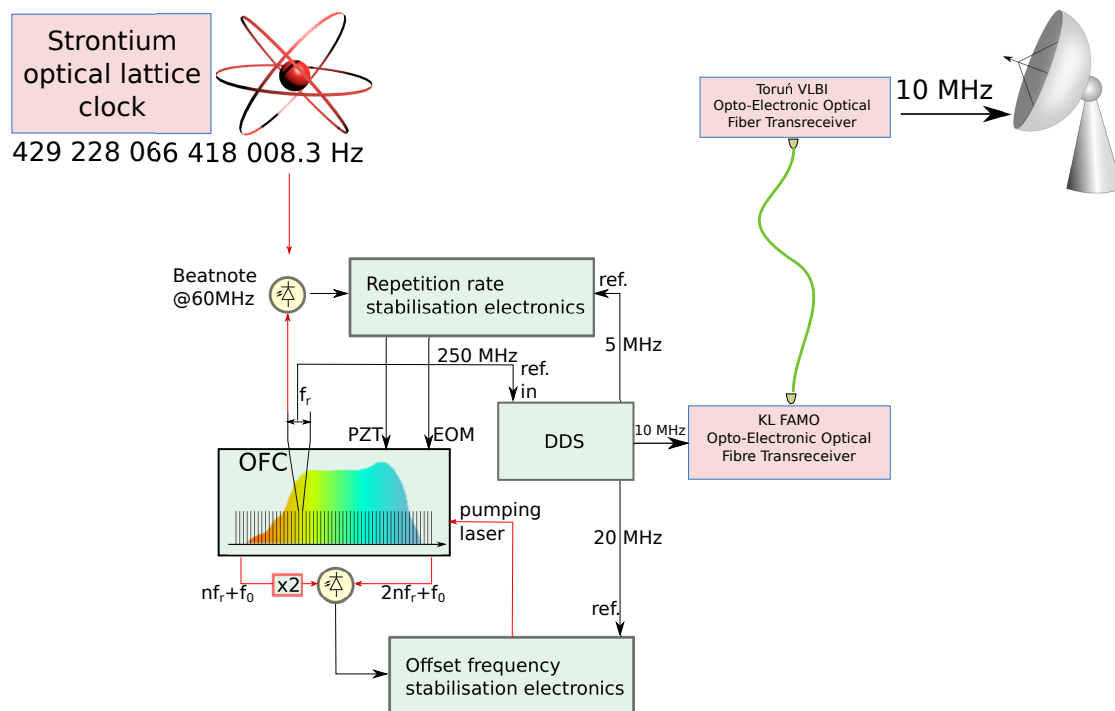 Strontium
optical lattice
clock
429 228 066 418 008.3 Hz
Toruń VLBI
Opto-Electronic Optical
Fiber Transreceiver
10 MHz
Beatnote
@60MHz
Repetition rate
stabilisation electronics
ref.
250 MHz
ref.
in
5 MHz
fr
PZT
EOM
DDS
10 MHz
KL FAMO
Opto-Electronic Optical
Fibre Transreceiver
OFC
pumping
laser
20 MHz
nfr+f0
x2
2nfr+f0
ref.
Offset frequency
stabilisation electronics